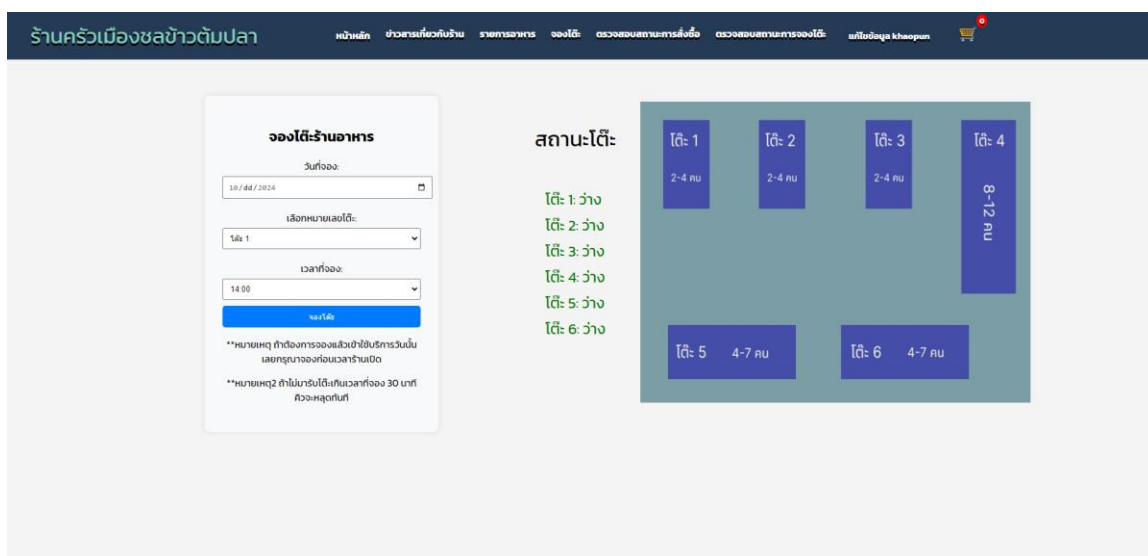 ร้านครัวเมืองชลข้าวต้มปลา
หน้าหลัก ข่าวสารเกี่ยวกับร้าน รายการอาหาร จองโต๊ะ ตรวจสอบสถานะการสั่งซื้อ ตรวจสอบสถานะการจองโต๊ะ แก้ไขข้อมูล khaopun 0
จองโต๊ะร้านอาหาร
วันที่จอง:
10/dd/2024
เลือกหมายเลขโต๊ะ:
โต๊ะ 1
เวลาที่จอง:
14:00
จองโต๊ะ
**หมายเหตุ ถ้าต้องการจองแล้วเข้าใช้บริการวันนั้น
เลยกรุณาจองก่อนเวลาร้านเปิด
**หมายเหตุ2 ถ้าไม่มารับโต๊ะเกินเวลาที่จอง 30 นาที
คิวจะหลุดทันที
สถานะโต๊ะ
โต๊ะ 1: ว่าง
โต๊ะ 2: ว่าง
โต๊ะ 3: ว่าง
โต๊ะ 4: ว่าง
โต๊ะ 5: ว่าง
โต๊ะ 6: ว่าง
โต๊ะ 1
2-4 คน
โต๊ะ 2
2-4 คน
โต๊ะ 3
2-4 คน
โต๊ะ 4
8-12 คน
โต๊ะ 5 4-7 คน
โต๊ะ 6 4-7 คน